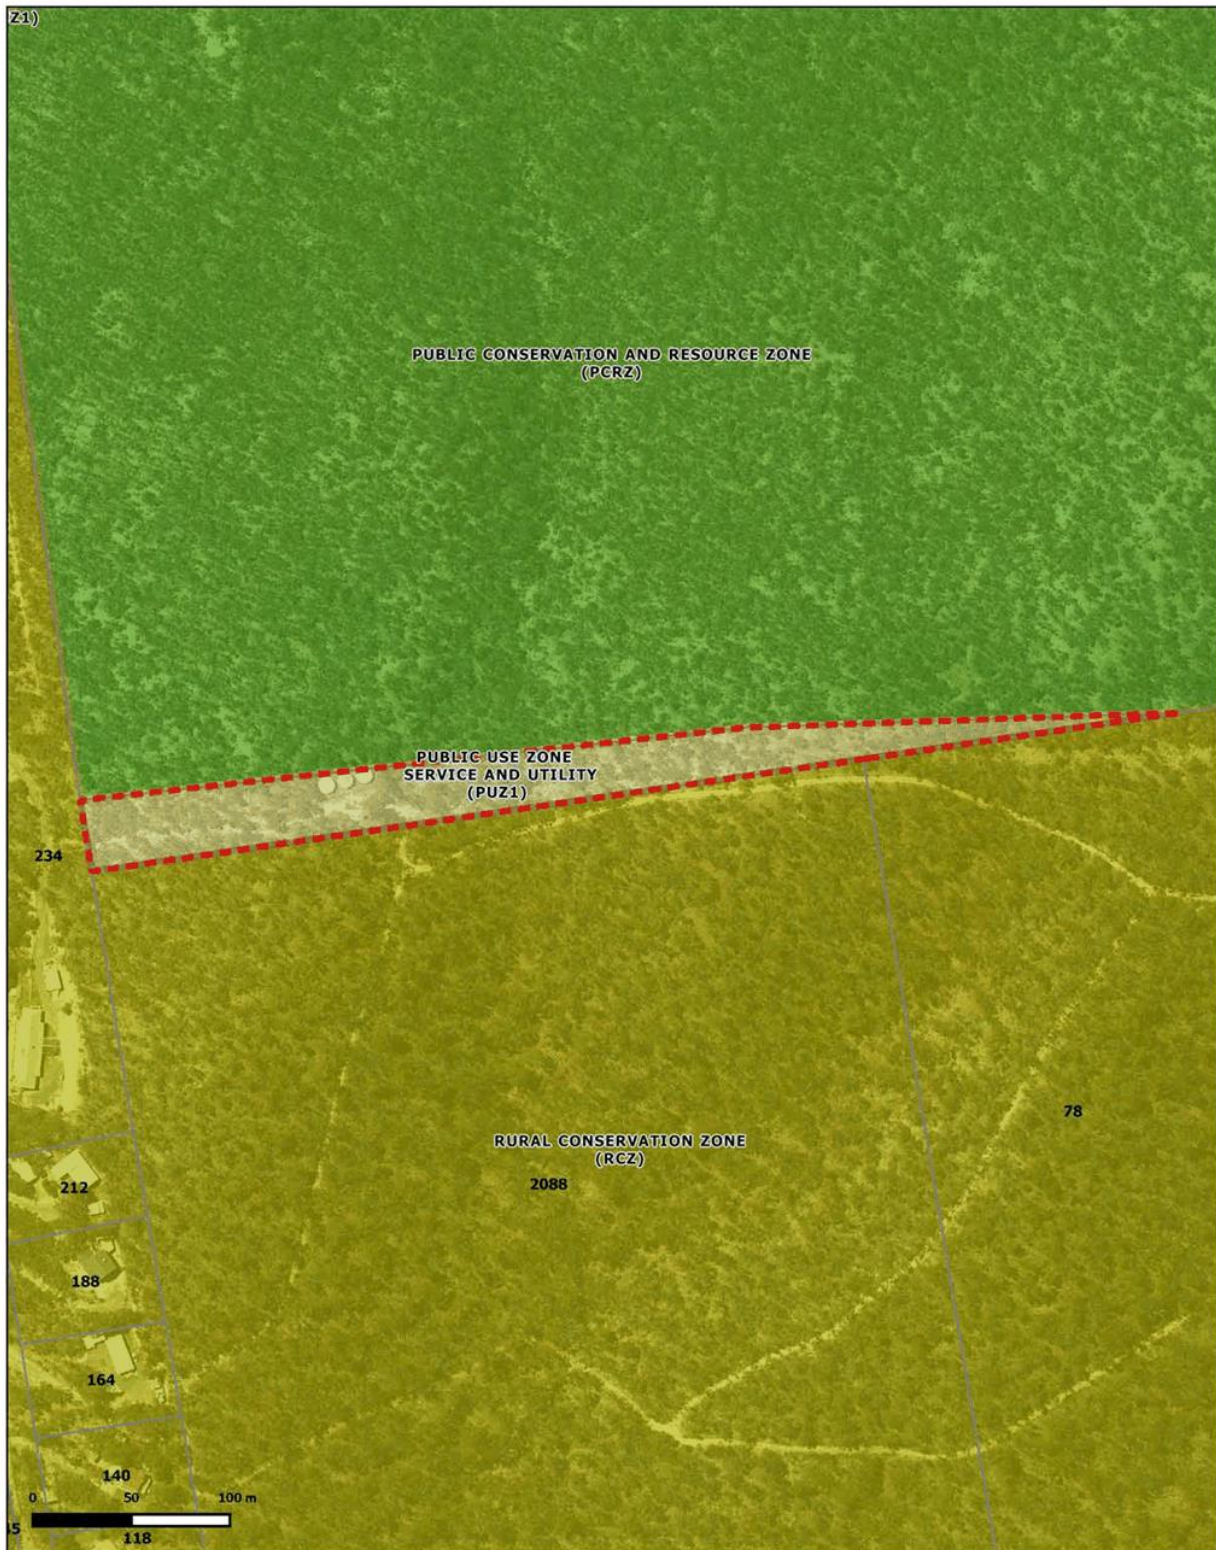 Z1)
PUBLIC CONSERVATION AND RESOURCE ZONE
(PCRZ)
PUBLIC USE ZONE
SERVICE AND UTILITY
(PUZ1)
234
78
RURAL CONSERVATION ZONE
(RCZ)
2088
212
188
164
140
0 50 100 m
118